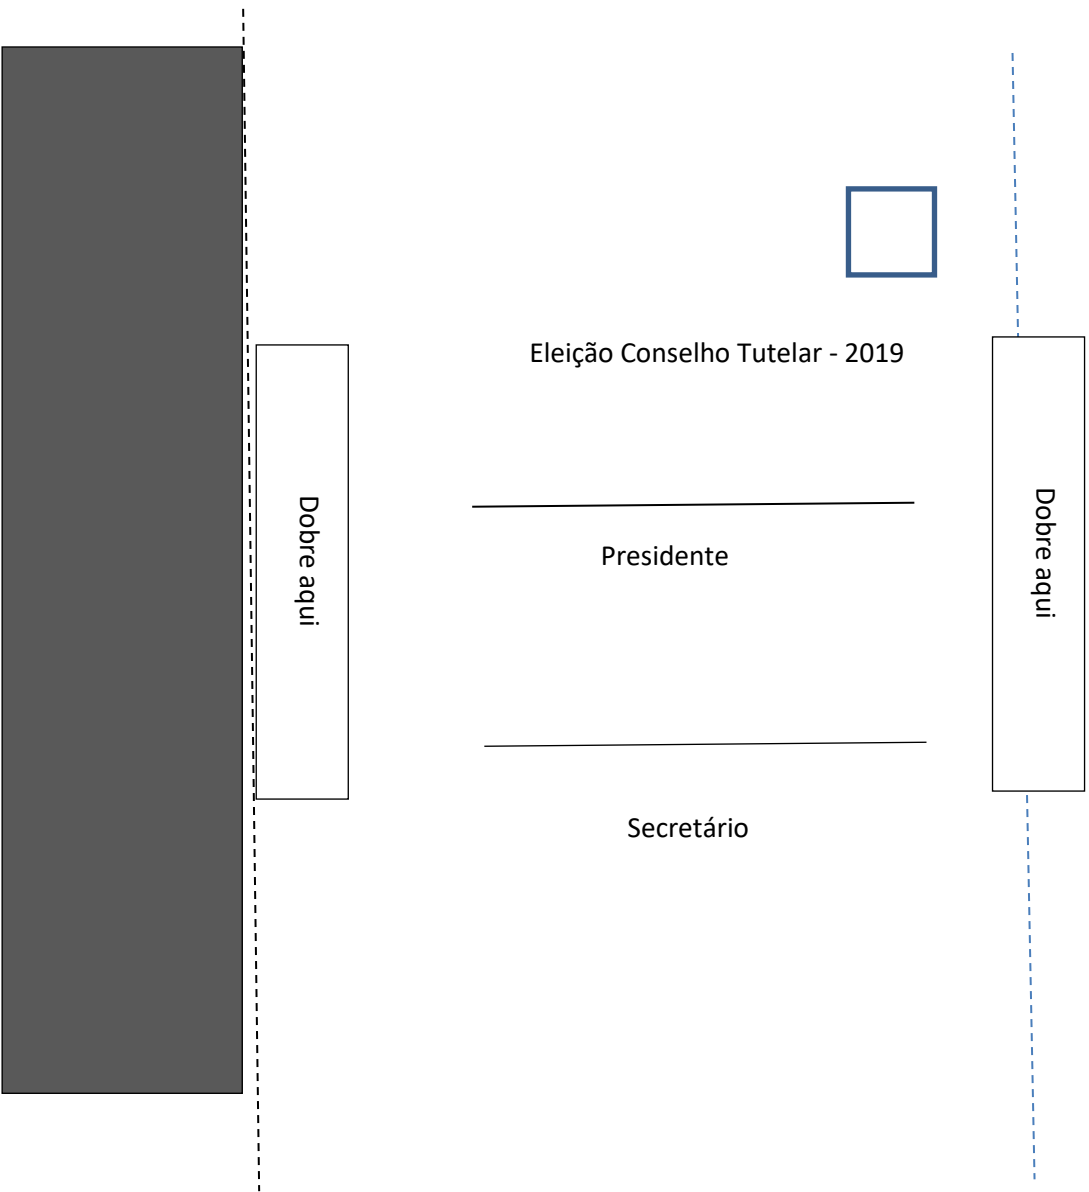 Eleição Conselho Tutelar - 2019
Dobre aqui
Presidente
Secretário
Dobre aqui